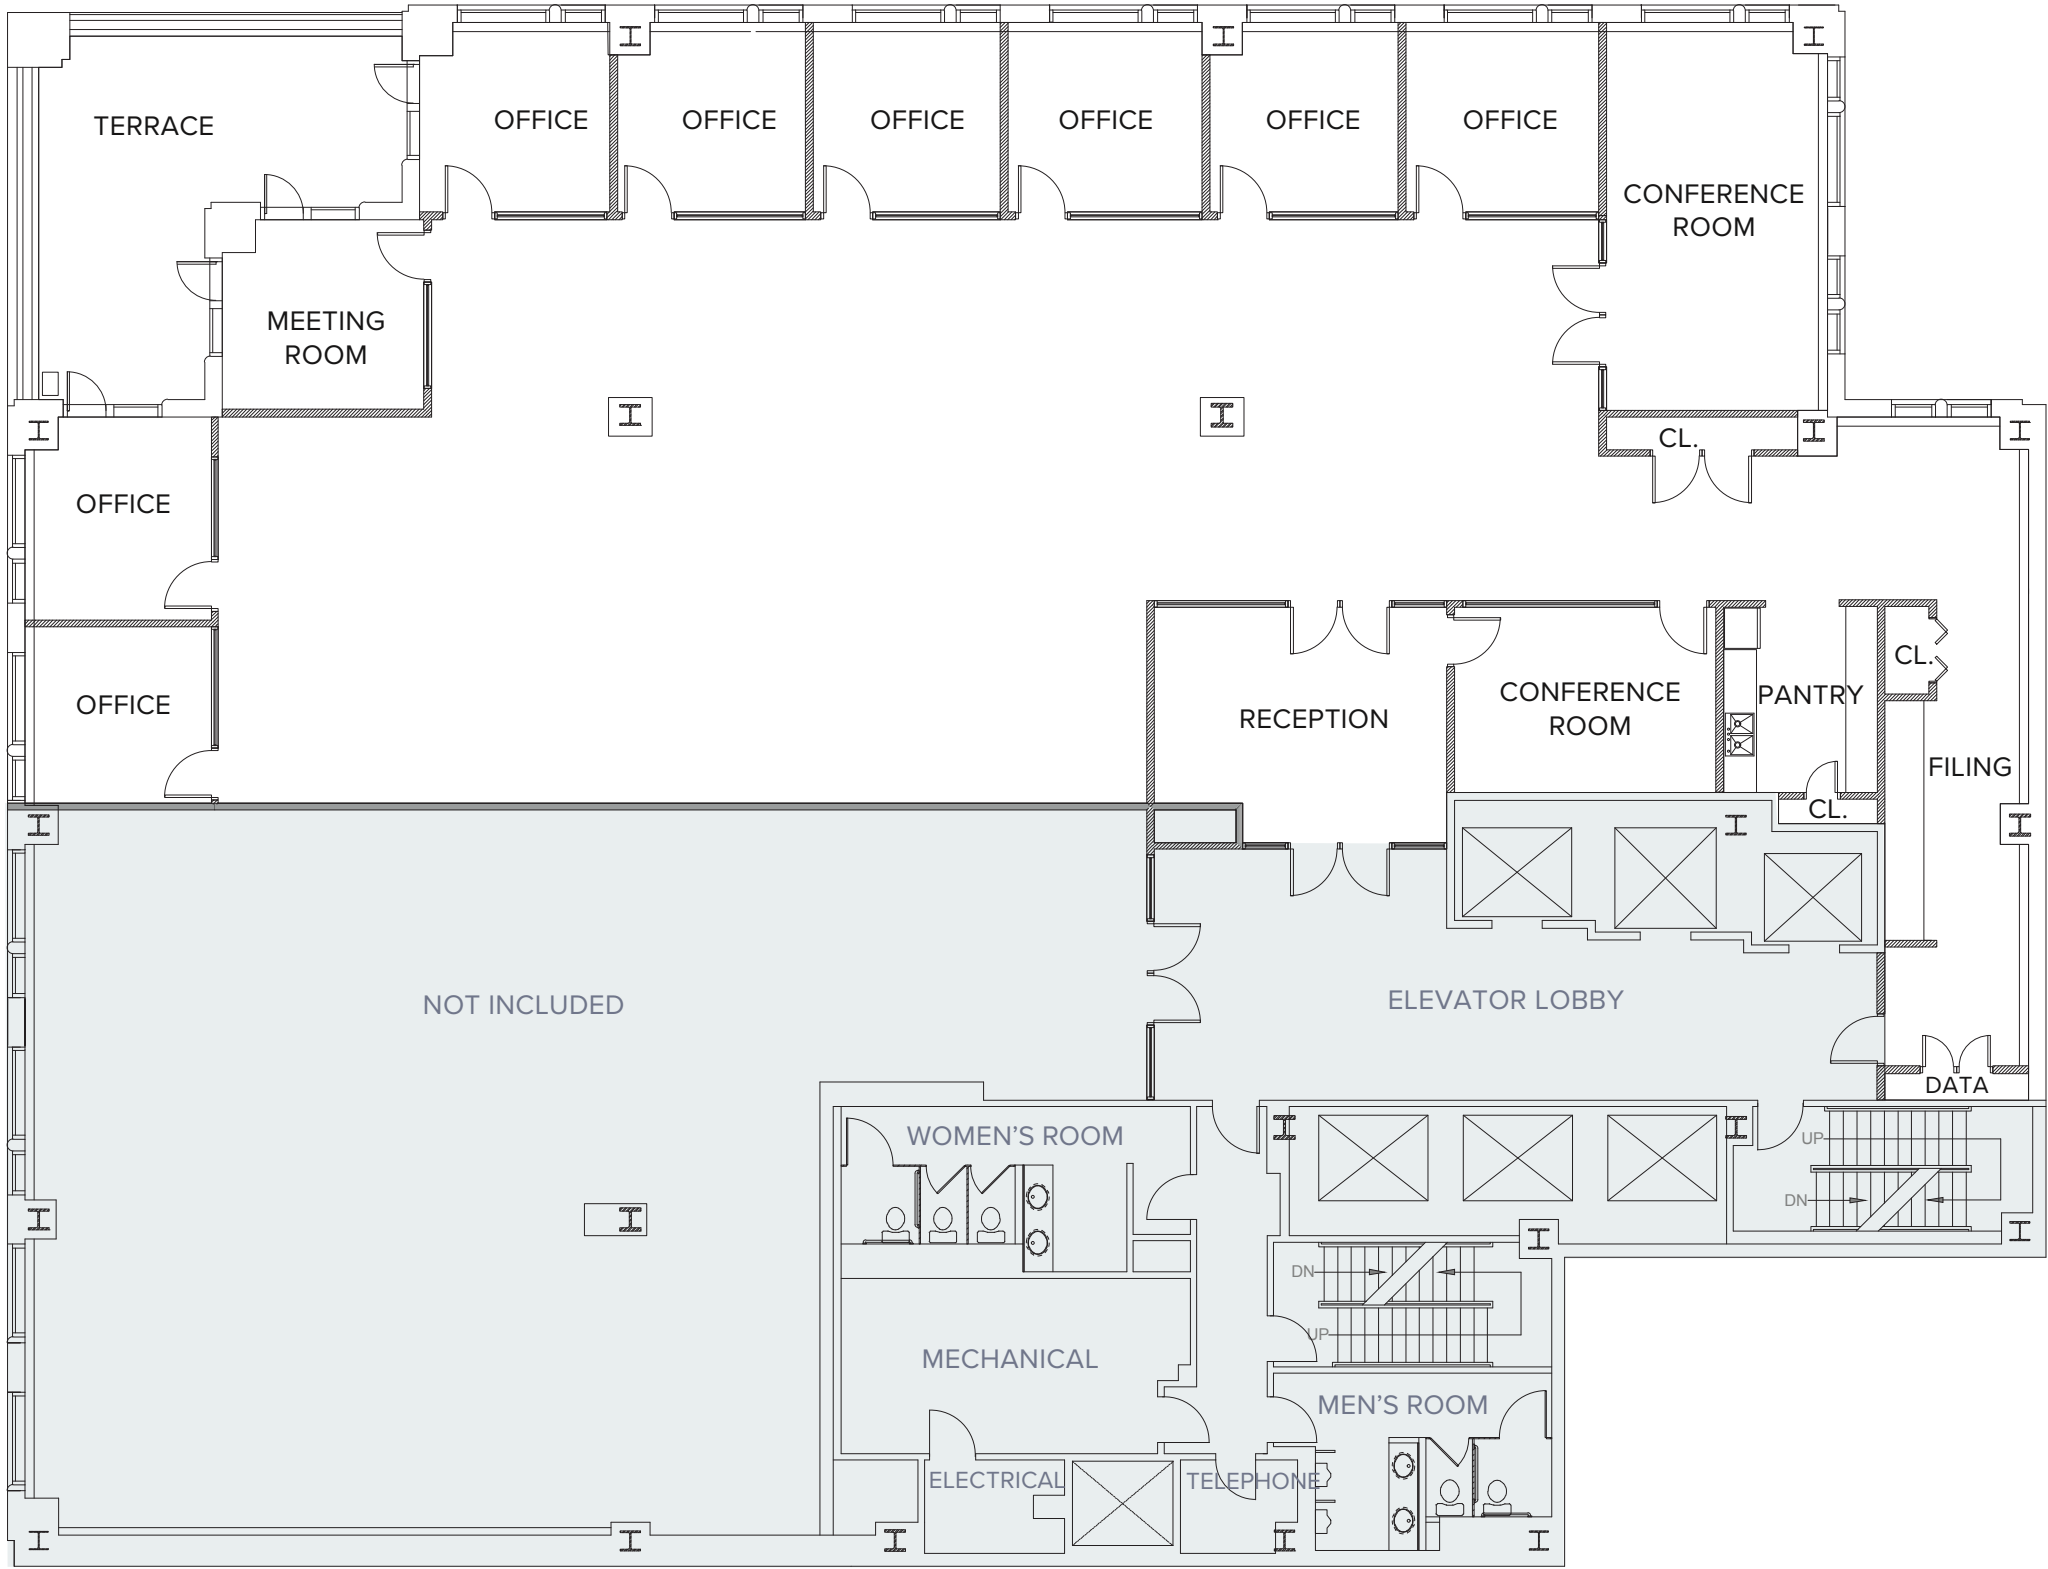 OFFICE
OFFICE
OFFICE
OFFICE
OFFICE
OFFICE
TERRACE
CONFERENCE
ROOM
MEETING
ROOM
CL.
OFFICE
CL.
OFFICE
RECEPTION
CONFERENCE
ROOM
PANTRY
FILING
CL.
NOT INCLUDED
ELEVATOR LOBBY
DATA
WOMEN'S ROOM
UP
DN
DN
UP
MECHANICAL
MEN'S ROOM
ELECTRICAL
TELEPHONE